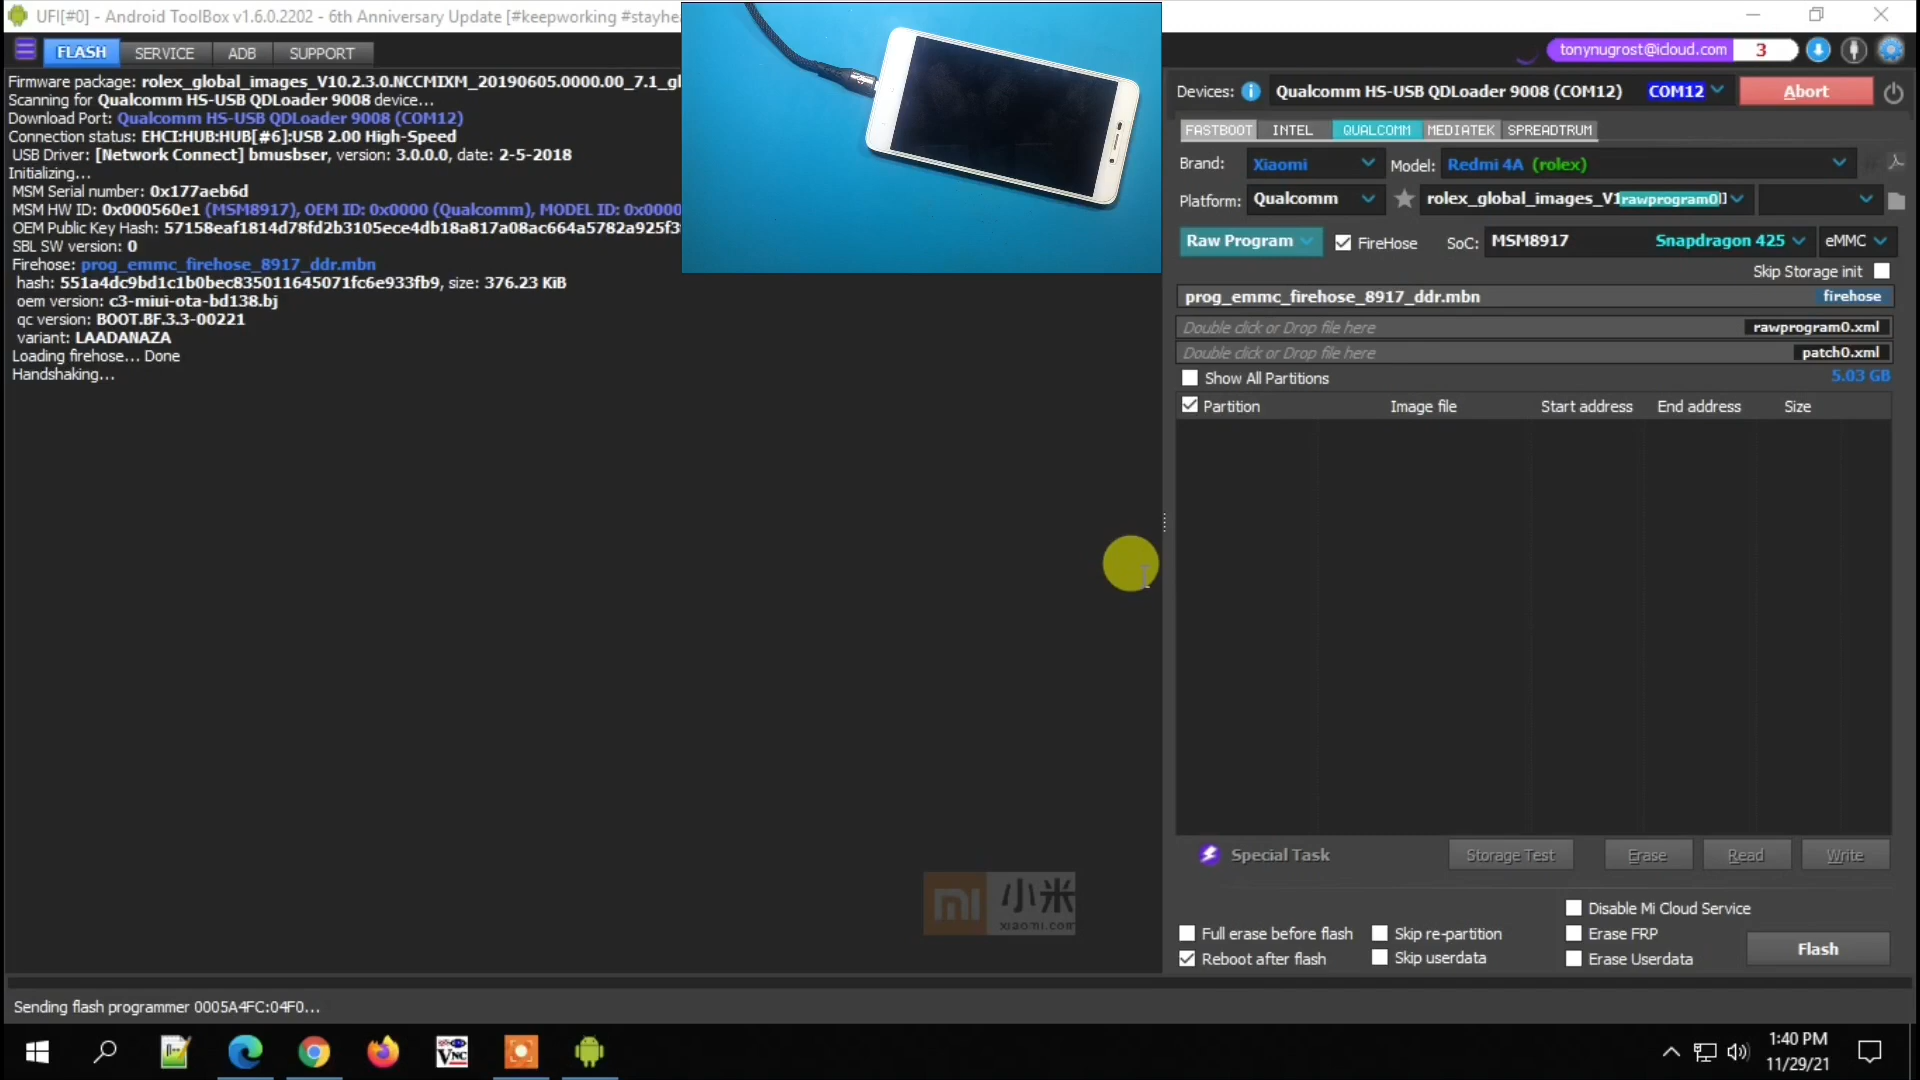 UFI[#0] - Android ToolBox v1.6.0.2202 - 6th Anniversary Update [#keepworking #stayhe
FLASH SERVICE ADB SUPPORT
Firmware package: rolex_global_images_V10.2.3.0.NCCMIXM_20190605.0000.00_7.1_gl
Scanning for Qualcomm HS-USB QDLoader 9008 device...
Download Port: Qualcomm HS-USB QDLoader 9008 (COM12)
Connection status: EHCI:HUB:HUB[#6]:USB 2.00 High-Speed
USB Driver: [Network Connect] bmusbser, version: 3.0.0.0, date: 2-5-2018
Initializing...
MSM Serial number: 0x177aeb6d
MSM HW ID: 0x000560e1 (MSM8917), OEM ID: 0x0000 (Qualcomm), MODEL ID: 0x0000
OEM Public Key Hash: 57158eaf1814d78fd2b3105ece4db18a817a08ac664a5782a925f3
SBL SW version: 0
Firehose: prog_emmc_firehose_8917_ddr.mbn
hash: 551a4dc9bd1c1b0bec835011645071fc6e933fb9, size: 376.23 KiB
oem version: c3-miui-ota-bd138.bj
qc version: BOOT.BF.3.3-00221
variant: LAADANAZA
Loading firehose... Done
Handshaking...
tonynugrost@icloud.com 3
Devices: Qualcomm HS-USB QDLoader 9008 (COM12) COM12 Abort
FASTBOOT INTEL QUALCOMM MEDIATEK SPREADTRUM
Brand: Xiaomi Model: Redmi 4A (rolex)
Platform: Qualcomm rolex_global_images_V1 rawprogram0
Raw Program FireHose SoC: MSM8917 Snapdragon 425 eMMC
Skip Storage init
prog_emmc_firehose_8917_ddr.mbn firehose
Double click or Drop file here rawprogram0.xml
Double click or Drop file here patch0.xml
Show All Partitions 5.03 GB
Partition Image file Start address End address Size
Special Task Storage Test Erase Read Write
Disable Mi Cloud Service
Full erase before flash Skip re-partition Erase FRP
Reboot after flash Skip userdata Erase Userdata Flash
mi 小米
xiaomi.com
Sending flash programmer 0005A4FC:04F0...
VNC
1:40 PM
11/29/21